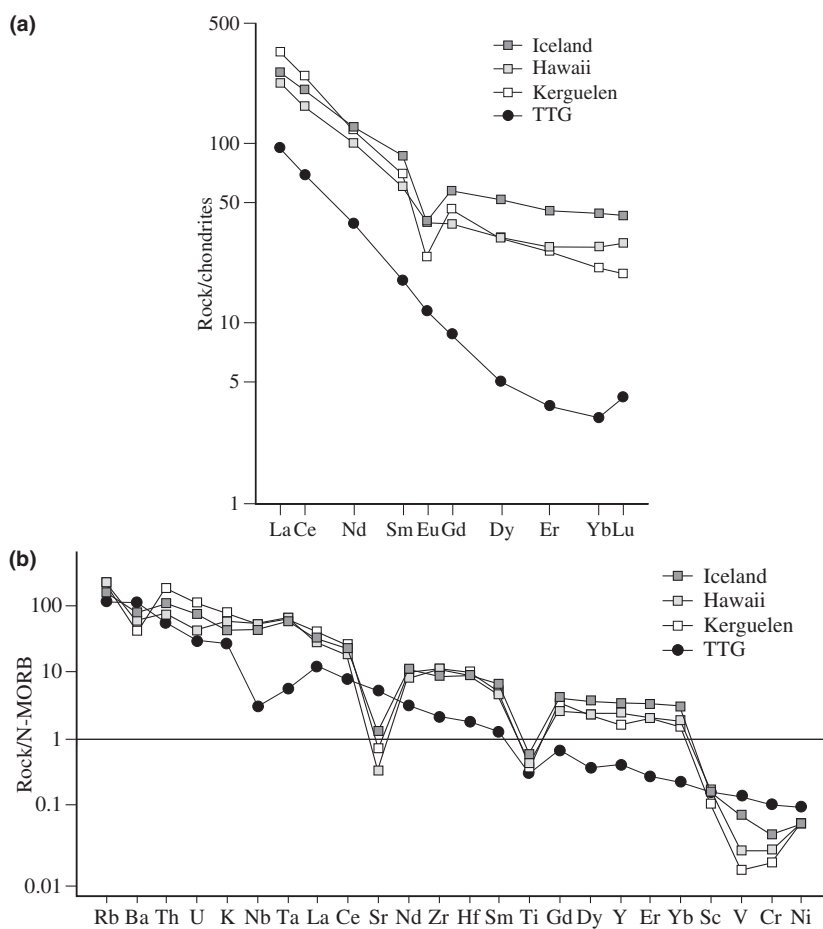 (a)
500
100
50
10
5
1
Rock/chondrites
Iceland
Hawaii
Kerguelen
TTG
La Ce Nd Sm Eu Gd Dy Er Yb Lu
(b)
100
10
1
0.1
0.01
Rock/N-MORB
Iceland
Hawaii
Kerguelen
TTG
Rb Ba Th U K Nb Ta La Ce Sr Nd Zr Hf Sm Ti Gd Dy Y Er Yb Sc V Cr Ni